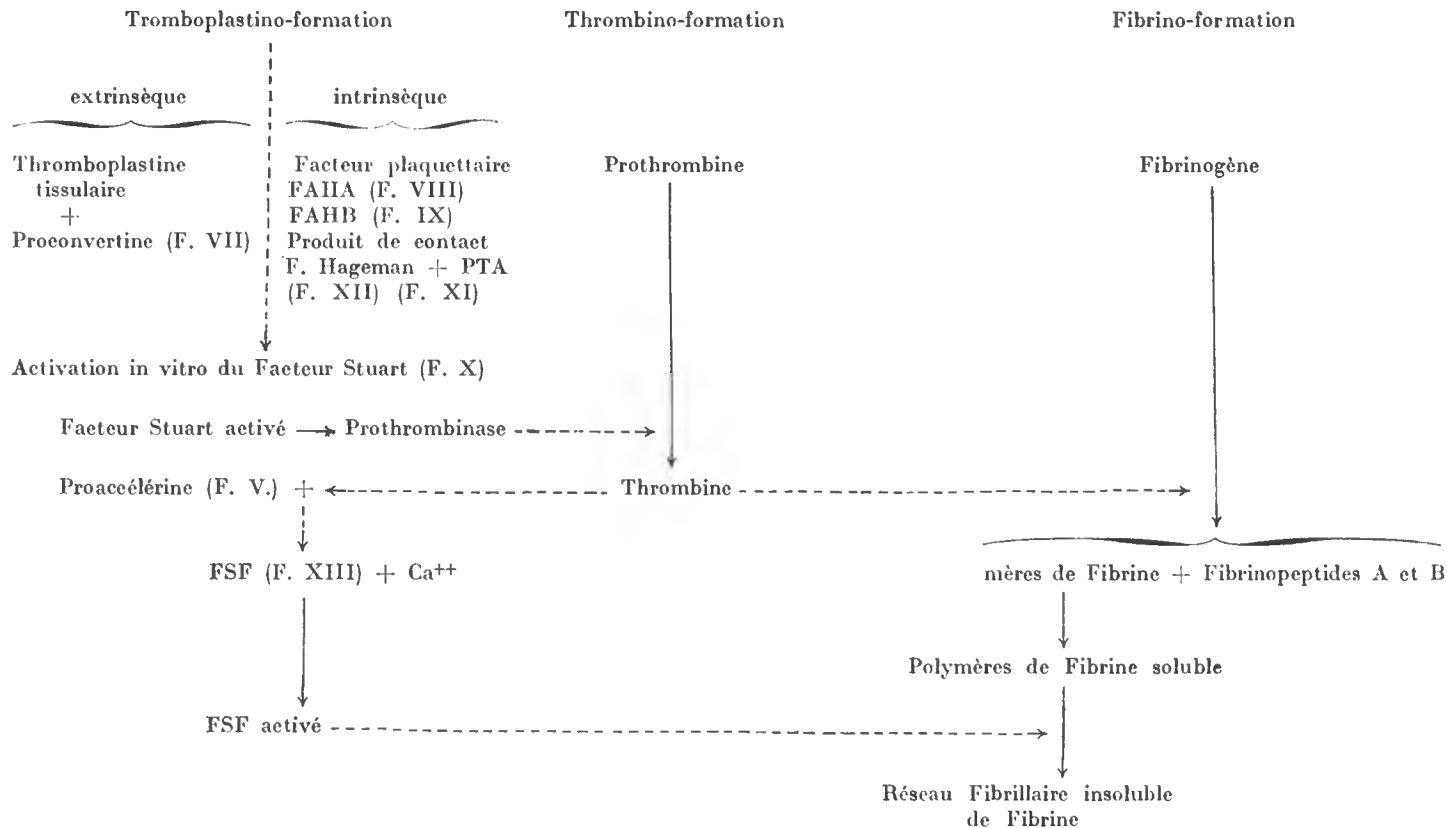 Tromboplastino-formation
Thrombino-formation
Fibrino-formation
extrinsèque
intrinsèque
Thromboplastine
tissulaire
+
Proconvertine (F. VII)
Facteur plaquettaire
FAHA (F. VIII)
FAHB (F. IX)
Produit de contact
F. Hageman + PTA
(F. XII) (F. XI)
Prothrombine
Fibrinogène
Activation in vitro du Facteur Stuart (F. X)
Facteur Stuart activé
Prothrombinase
Proaccélérine (F. V.) +
Thrombine
FSF (F. XIII) + Ca++
mères de Fibrine + Fibrinopeptides A et B
Polymères de Fibrine soluble
FSF activé
Réseau Fibrillaire insoluble
de Fibrine